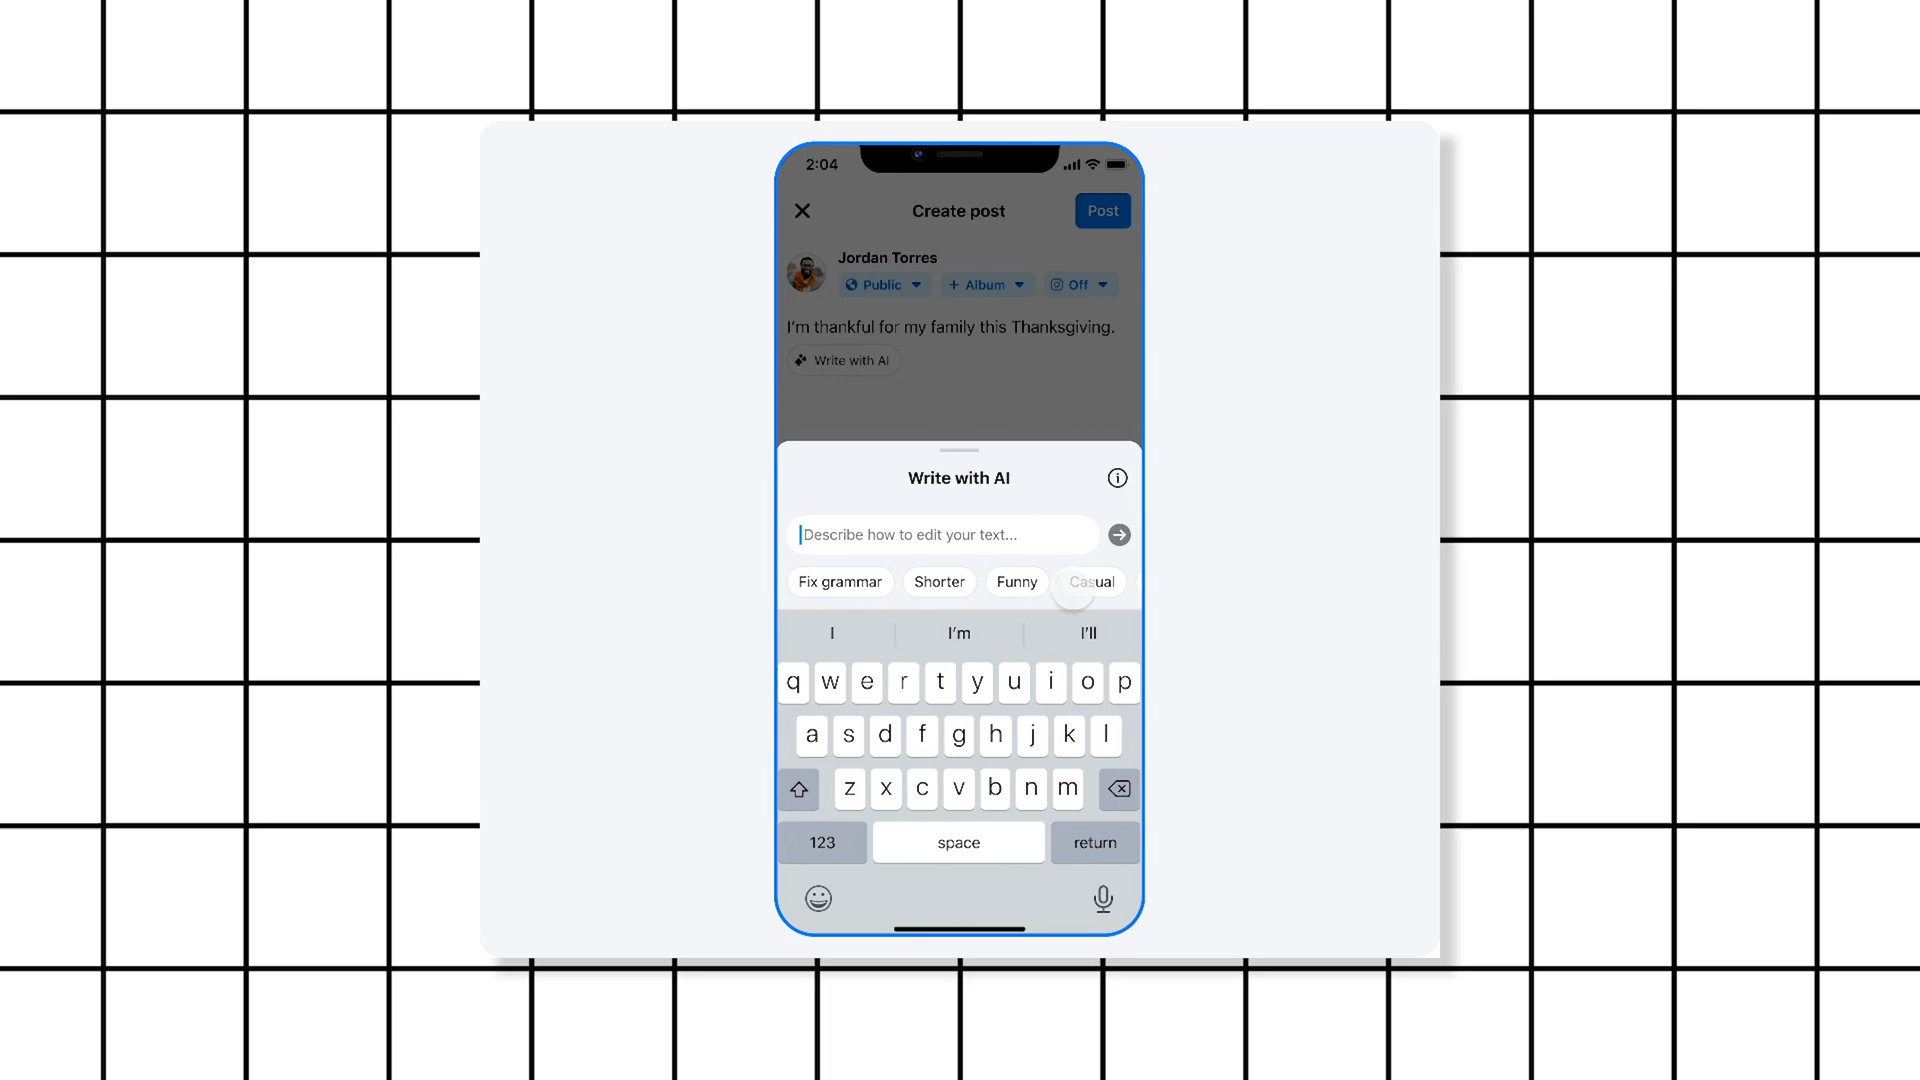 2:04
Create post
Post
Jordan Torres
Public
+ Album
Off
I'm thankful for my family this Thanksgiving.
Write with AI
Write with AI
Describe how to edit your text...
Fix grammar
Shorter
Funny
Casual
I
I'm
I'll
q w e r t y u i o p
a s d f g h j k l
z x c v b n m
123
space
return